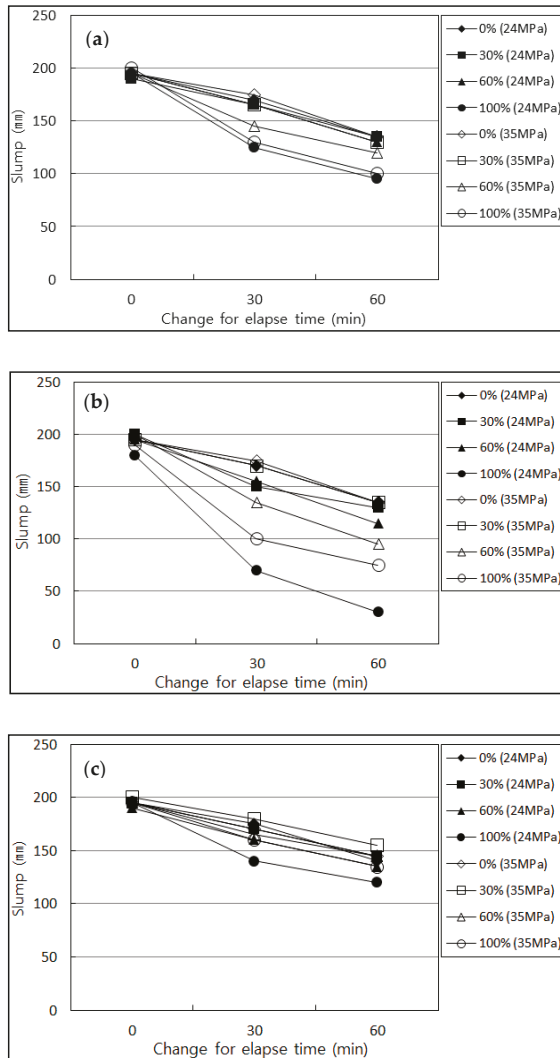 (a)
250
200
150
100
50
0
Slump (mm)
0 30 60
Change for elapse time (min)
0% (24MPa)
30% (24MPa)
60% (24MPa)
100% (24MPa)
0% (35MPa)
30% (35MPa)
60% (35MPa)
100% (35MPa)
(b)
250
200
150
100
50
0
Slump (mm)
0 30 60
Change for elapse time (min)
0% (24MPa)
30% (24MPa)
60% (24MPa)
100% (24MPa)
0% (35MPa)
30% (35MPa)
60% (35MPa)
100% (35MPa)
(c)
250
200
150
100
50
0
Slump (mm)
0 30 60
Change for elapse time (min)
0% (24MPa)
30% (24MPa)
60% (24MPa)
100% (24MPa)
0% (35MPa)
30% (35MPa)
60% (35MPa)
100% (35MPa)